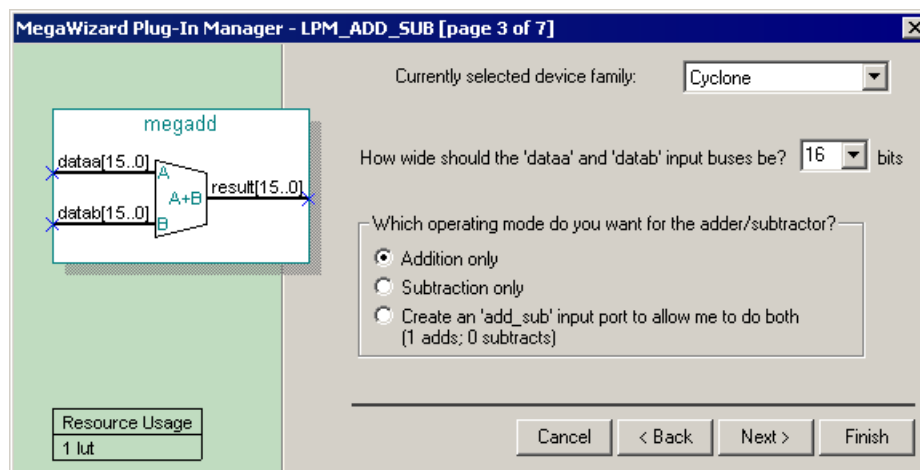 MegaWizard Plug-In Manager - LPM_ADD_SUB [page 3 of 7]
Currently selected device family:
Cyclone
megadd
dataa[15..0]
A
A+B
result[15..0]
datab[15..0]
B
How wide should the 'dataa' and 'datab' input buses be?
16
bits
Which operating mode do you want for the adder/subtractor?
Addition only
Subtraction only
Create an 'add_sub' input port to allow me to do both
(1 adds; 0 subtracts)
Resource Usage
1 lut
Cancel
< Back
Next >
Finish